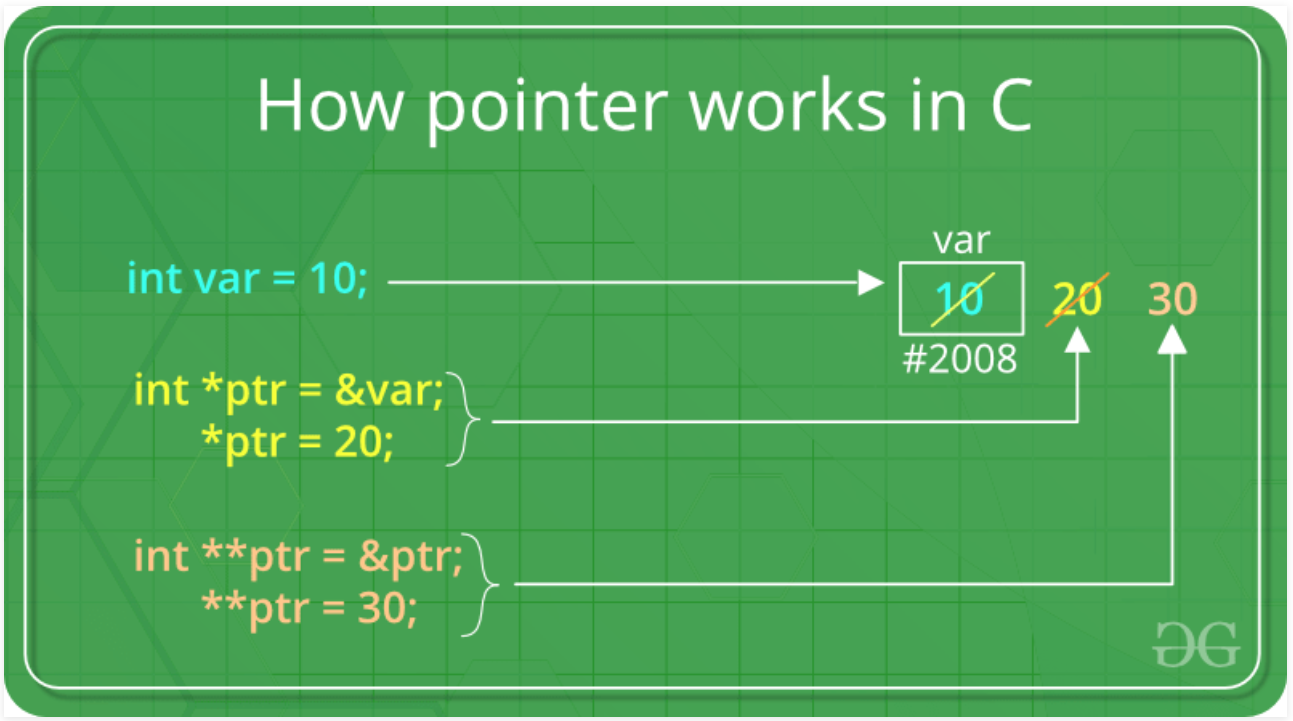 How pointer works in C
var
int var = 10;
10 20 30
#2008
int *ptr = &var;
*ptr = 20;
int **ptr = &ptr;
**ptr = 30;